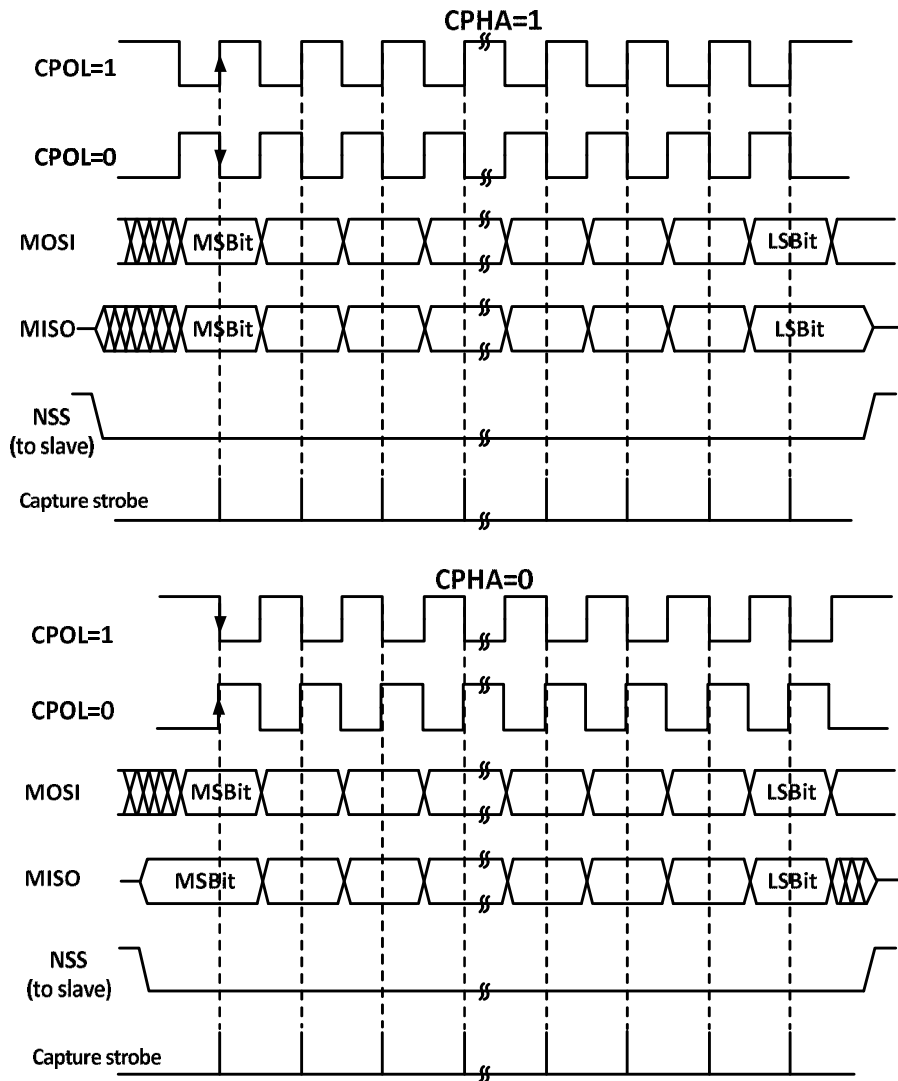 CPHA=1
CPOL=1
CPOL=0
MOSI
MSBit
LSBit
MISO
MSBit
LSBit
NSS
(to slave)
Capture strobe
CPHA=0
CPOL=1
CPOL=0
MOSI
MSBit
LSBit
MISO
MSBit
LSBit
NSS
(to slave)
Capture strobe